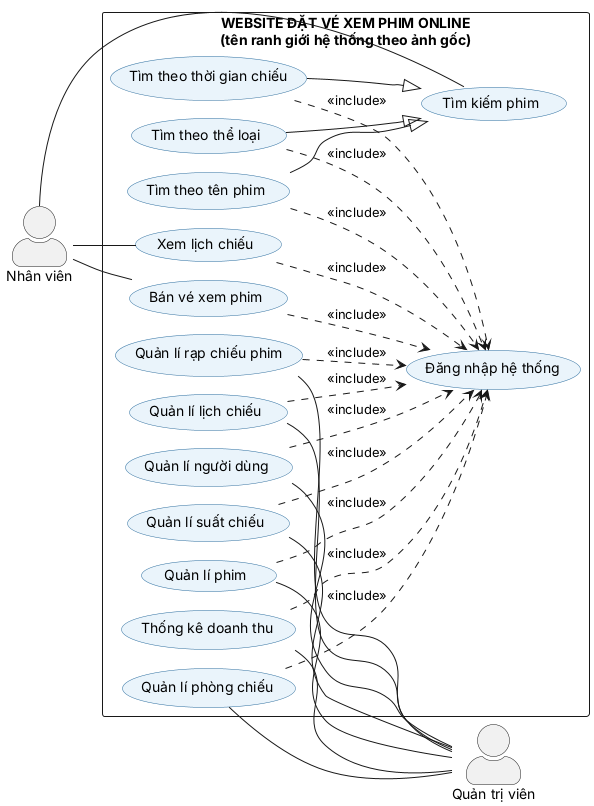 WEBSITE ĐẶT VÉ XEM PHIM ONLINE
(tên ranh giới hệ thống theo ảnh gốc)
Tìm theo thời gian chiếu
«include»
Tìm kiếm phim
Tìm theo thể loại
«include»
Tìm theo tên phim
«include»
Xem lịch chiếu
«include»
Nhân viên
Bán vé xem phim
«include»
Quản lí rạp chiếu phim
«include»
Đăng nhập hệ thống
«include»
Quản lí lịch chiếu
«include»
Quản lí người dùng
«include»
Quản lí suất chiếu
«include»
Quản lí phim
«include»
Thống kê doanh thu
«include»
Quản lí phòng chiếu
Quản trị viên